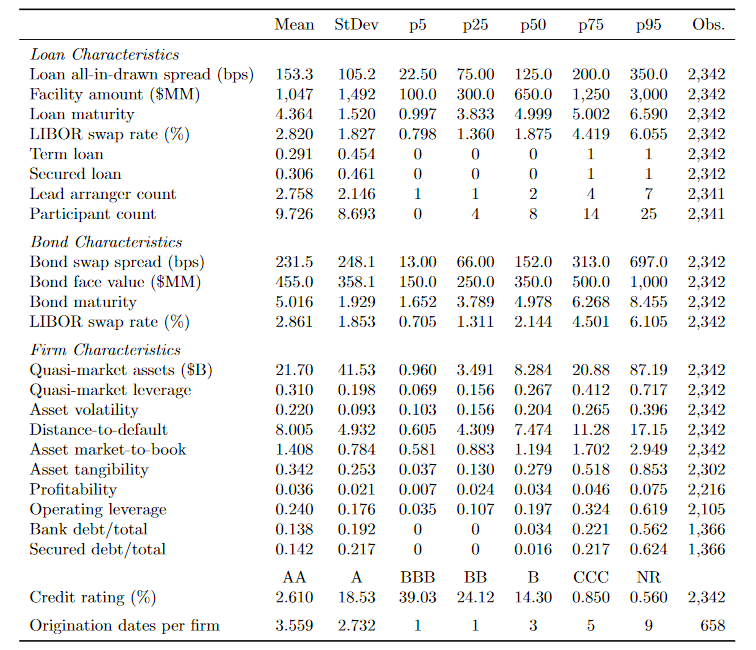 Mean StDev p5 p25 p50 p75 p95 Obs.
Loan Characteristics
Loan all-in-drawn spread (bps) 153.3 105.2 22.50 75.00 125.0 200.0 350.0 2,342
Facility amount ($MM) 1,047 1,492 100.0 300.0 650.0 1,250 3,000 2,342
Loan maturity 4.364 1.520 0.997 3.833 4.999 5.002 6.590 2,342
LIBOR swap rate (%) 2.820 1.827 0.798 1.360 1.875 4.419 6.055 2,342
Term loan 0.291 0.454 0 0 0 1 1 2,342
Secured loan 0.306 0.461 0 0 0 1 1 2,342
Lead arranger count 2.758 2.146 1 1 2 4 7 2,341
Participant count 9.726 8.693 0 4 8 14 25 2,341
Bond Characteristics
Bond swap spread (bps) 231.5 248.1 13.00 66.00 152.0 313.0 697.0 2,342
Bond face value ($MM) 455.0 358.1 150.0 250.0 350.0 500.0 1,000 2,342
Bond maturity 5.016 1.929 1.652 3.789 4.978 6.268 8.455 2,342
LIBOR swap rate (%) 2.861 1.853 0.705 1.311 2.144 4.501 6.105 2,342
Firm Characteristics
Quasi-market assets ($B) 21.70 41.53 0.960 3.491 8.284 20.88 87.19 2,342
Quasi-market leverage 0.310 0.198 0.069 0.156 0.267 0.412 0.717 2,342
Asset volatility 0.220 0.093 0.103 0.156 0.204 0.265 0.396 2,342
Distance-to-default 8.005 4.932 0.605 4.309 7.474 11.28 17.15 2,342
Asset market-to-book 1.408 0.784 0.581 0.883 1.194 1.702 2.949 2,342
Asset tangibility 0.342 0.253 0.037 0.130 0.279 0.518 0.853 2,302
Profitability 0.036 0.021 0.007 0.024 0.034 0.046 0.075 2,216
Operating leverage 0.240 0.176 0.035 0.107 0.197 0.324 0.619 2,105
Bank debt/total 0.138 0.192 0 0 0.034 0.221 0.562 1,366
Secured debt/total 0.142 0.217 0 0 0.016 0.217 0.624 1,366
AA A BBB BB B CCC NR
Credit rating (%) 2.610 18.53 39.03 24.12 14.30 0.850 0.560 2,342
Origination dates per firm 3.559 2.732 1 1 3 5 9 658